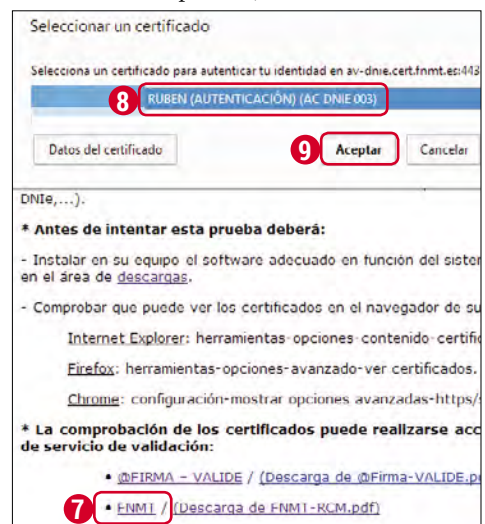 Seleccionar un certificado
Selecciona un certificado para autenticar tu identidad en av-dnie.cert.fnmt.es:443
8 RUBEN (AUTENTICACIÓN) (AC DNIE 003)
Datos del certificado 9 Aceptar Cancelar
DNIe,...).
* Antes de intentar esta prueba deberá:
- Instalar en su equipo el software adecuado en función del sister
en el área de descargas.
- Comprobar que puede ver los certificados en el navegador de su
Internet Explorer: herramientas-opciones-contenido-certific
Firefox: herramientas-opciones-avanzado-ver certificados.
Chrome: configuración-mostrar opciones avanzadas-https/
* La comprobación de los certificados puede realizarse acc
de servicio de validación:
• @FIRMA – VALIDE / (Descarga de @Firma-VALIDE.p
7 • FNMT / (Descarga de FNMT-RCM.pdf)